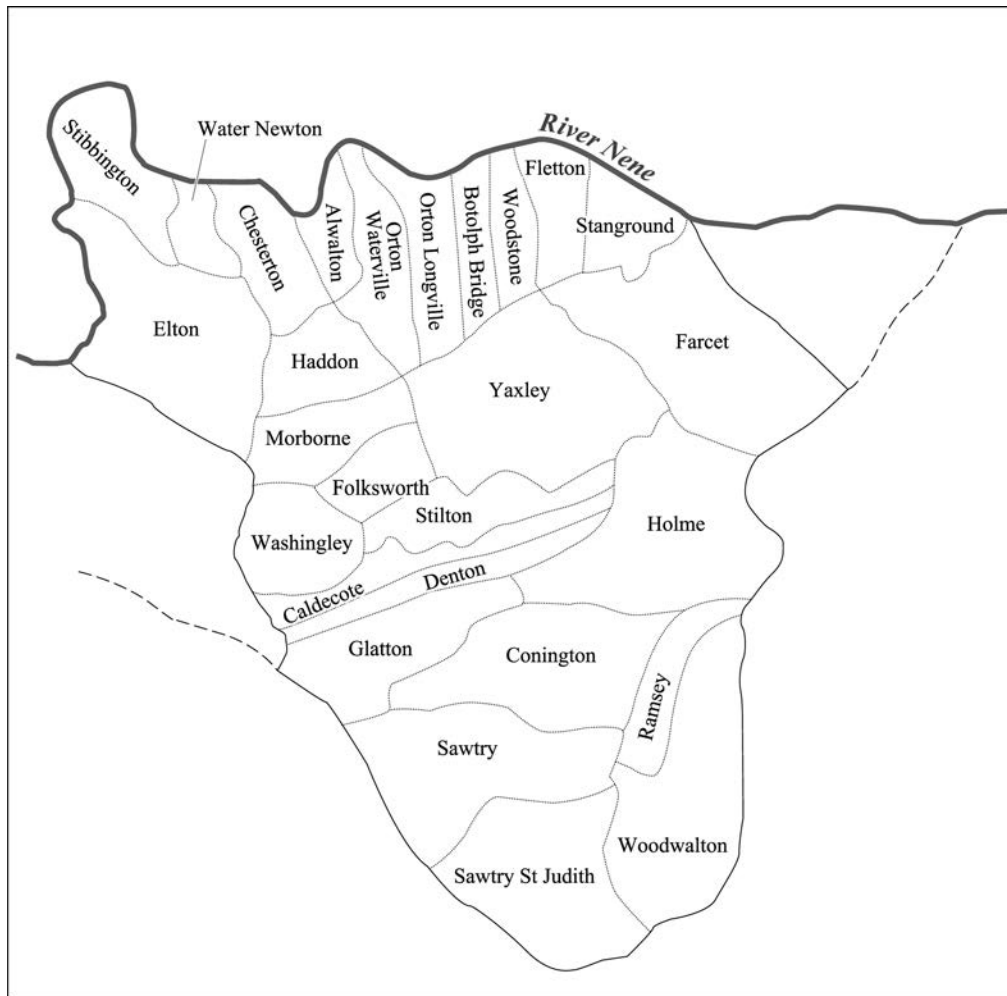 River Nene
Water Newton
Stibbington
Fletton
Chesterton
Alwalton
Orton
Waterville
Orton Longville
Botolph Bridge
Woodstone
Stanground
Elton
Haddon
Farcet
Yaxley
Morborne
Folksworth
Stilton
Holme
Washingley
Caldecote
Denton
Glatton
Conington
Ramsey
Sawtry
Woodwalton
Sawtry St Judith